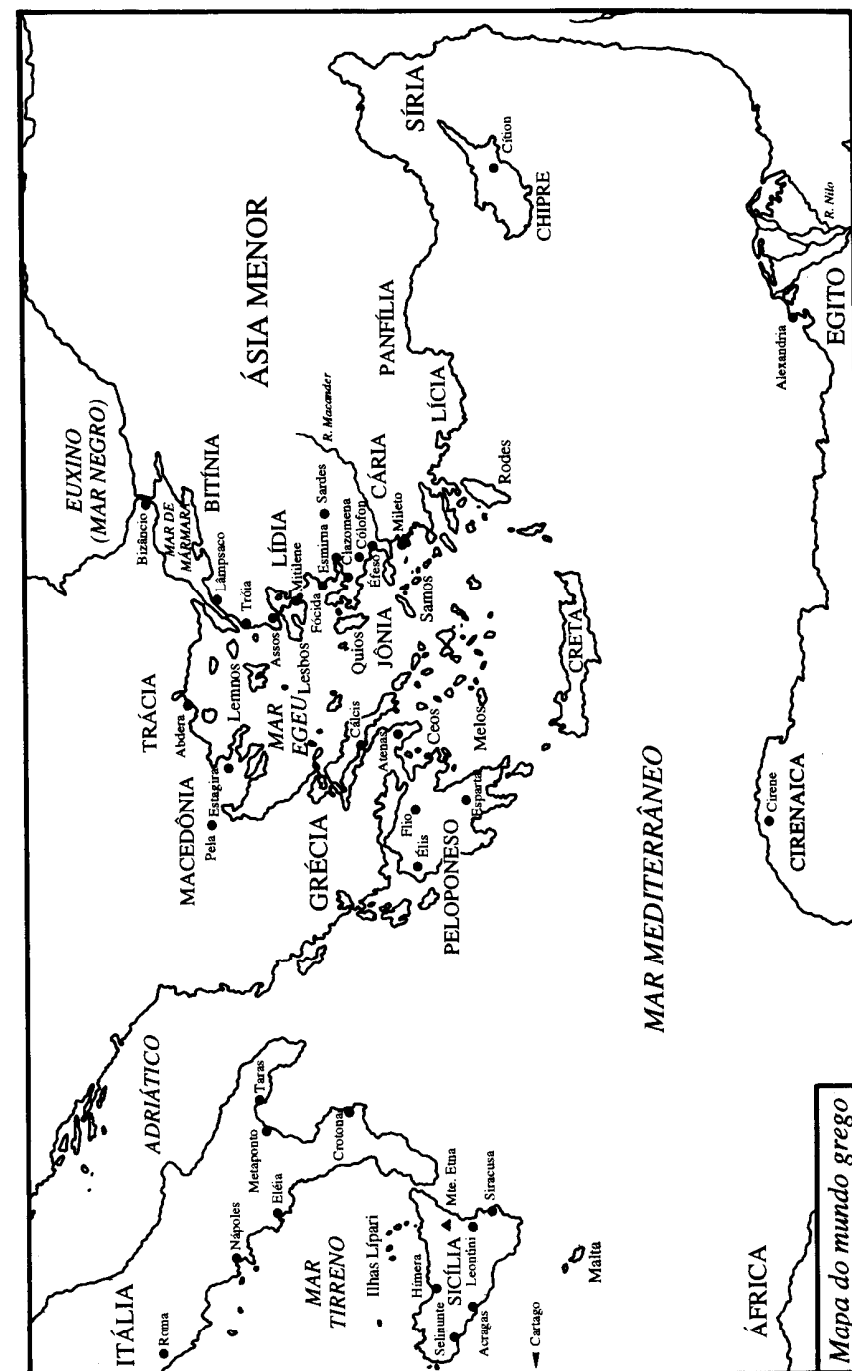 ITÁLIA
Roma
ADRIÁTICO
Nápoles
Metaponto
Taras
Eléia
Crotona
MAR
TIRRENO
Ilhas Lípari
Hímera
Selinunte
SICÍLIA
Mte. Etna
Acragas
Leontíni
Siracusa
Cartago
Malta
ÁFRICA
Mapa do mundo grego
MACEDÔNIA
Pela
Estagira
TRÁCIA
Abdera
GRÉCIA
Lemnos
MAR
EGEU
Lesbos
Cálcis
Atenas
Ceos
Élis
Flio
PELOPONESO
Esparta
Melos
CRETA
MAR MEDITERRÂNEO
CIRENAICA
Cirene
EUXINO
(MAR NEGRO)
Bizâncio
MAR DE
MÁRMARA
BITÍNIA
Lâmpsaco
Tróia
Assos
LÍDIA
Mitilene
Fócida
Esmirna
Sardes
Clazomena
Cólofon
Éfeso
Quios
JÔNIA
Samos
R. Macander
CÁRIA
Mileto
ÁSIA MENOR
PANFÍLIA
LÍCIA
Rodes
SÍRIA
Cítion
CHIPRE
Alexandria
EGITO
R. Nilo